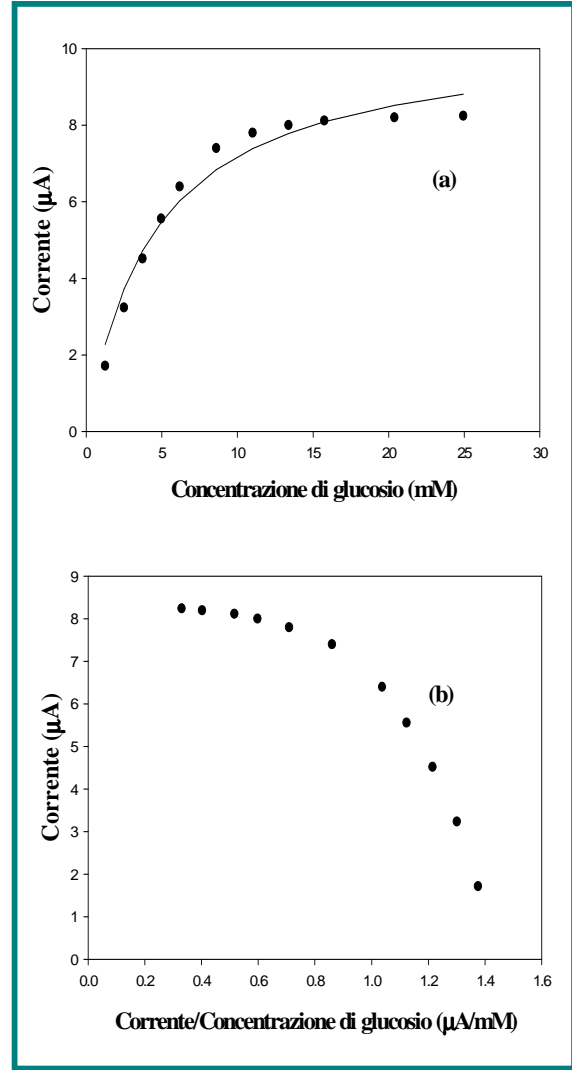 10
8
6
4
2
0
Corrente (µA)
(a)
0 5 10 15 20 25 30
Concentrazione di glucosio (mM)
9
8
7
6
5
4
3
2
1
0
Corrente (µA)
(b)
0.0 0.2 0.4 0.6 0.8 1.0 1.2 1.4 1.6
Corrente/Concentrazione di glucosio (µA/mM)